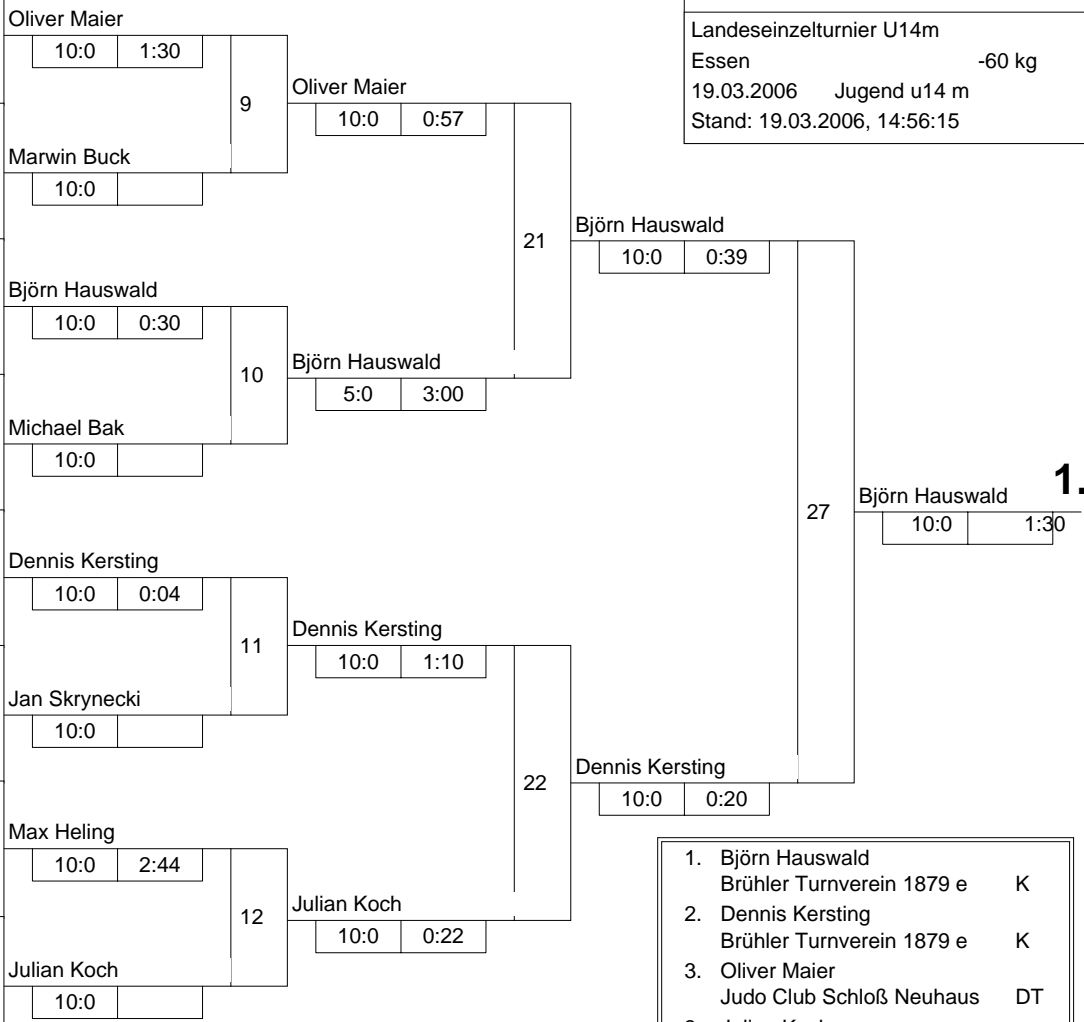 Oliver Maier
10:0 1:30
9
Marwin Buck
10:0
Björn Hauswald
10:0 0:30
10
Michael Bak
10:0
Dennis Kersting
10:0 0:04
11
Jan Skrynecki
10:0
Max Heling
10:0 2:44
12
Julian Koch
10:0
Oliver Maier
10:0 0:57
21
Björn Hauswald
5:0 3:00
Dennis Kersting
10:0 1:10
22
Julian Koch
10:0 0:22
Björn Hauswald
10:0 0:39
27
Dennis Kersting
10:0 0:20
Björn Hauswald 1.
10:0 1:30
Landeseinzelturnier U14m
Essen -60 kg
19.03.2006 Jugend u14 m
Stand: 19.03.2006, 14:56:15
1. Björn Hauswald
Brühler Turnverein 1879 e K
2. Dennis Kersting
Brühler Turnverein 1879 e K
3. Oliver Maier
Judo Club Schloß Neuhaus DT